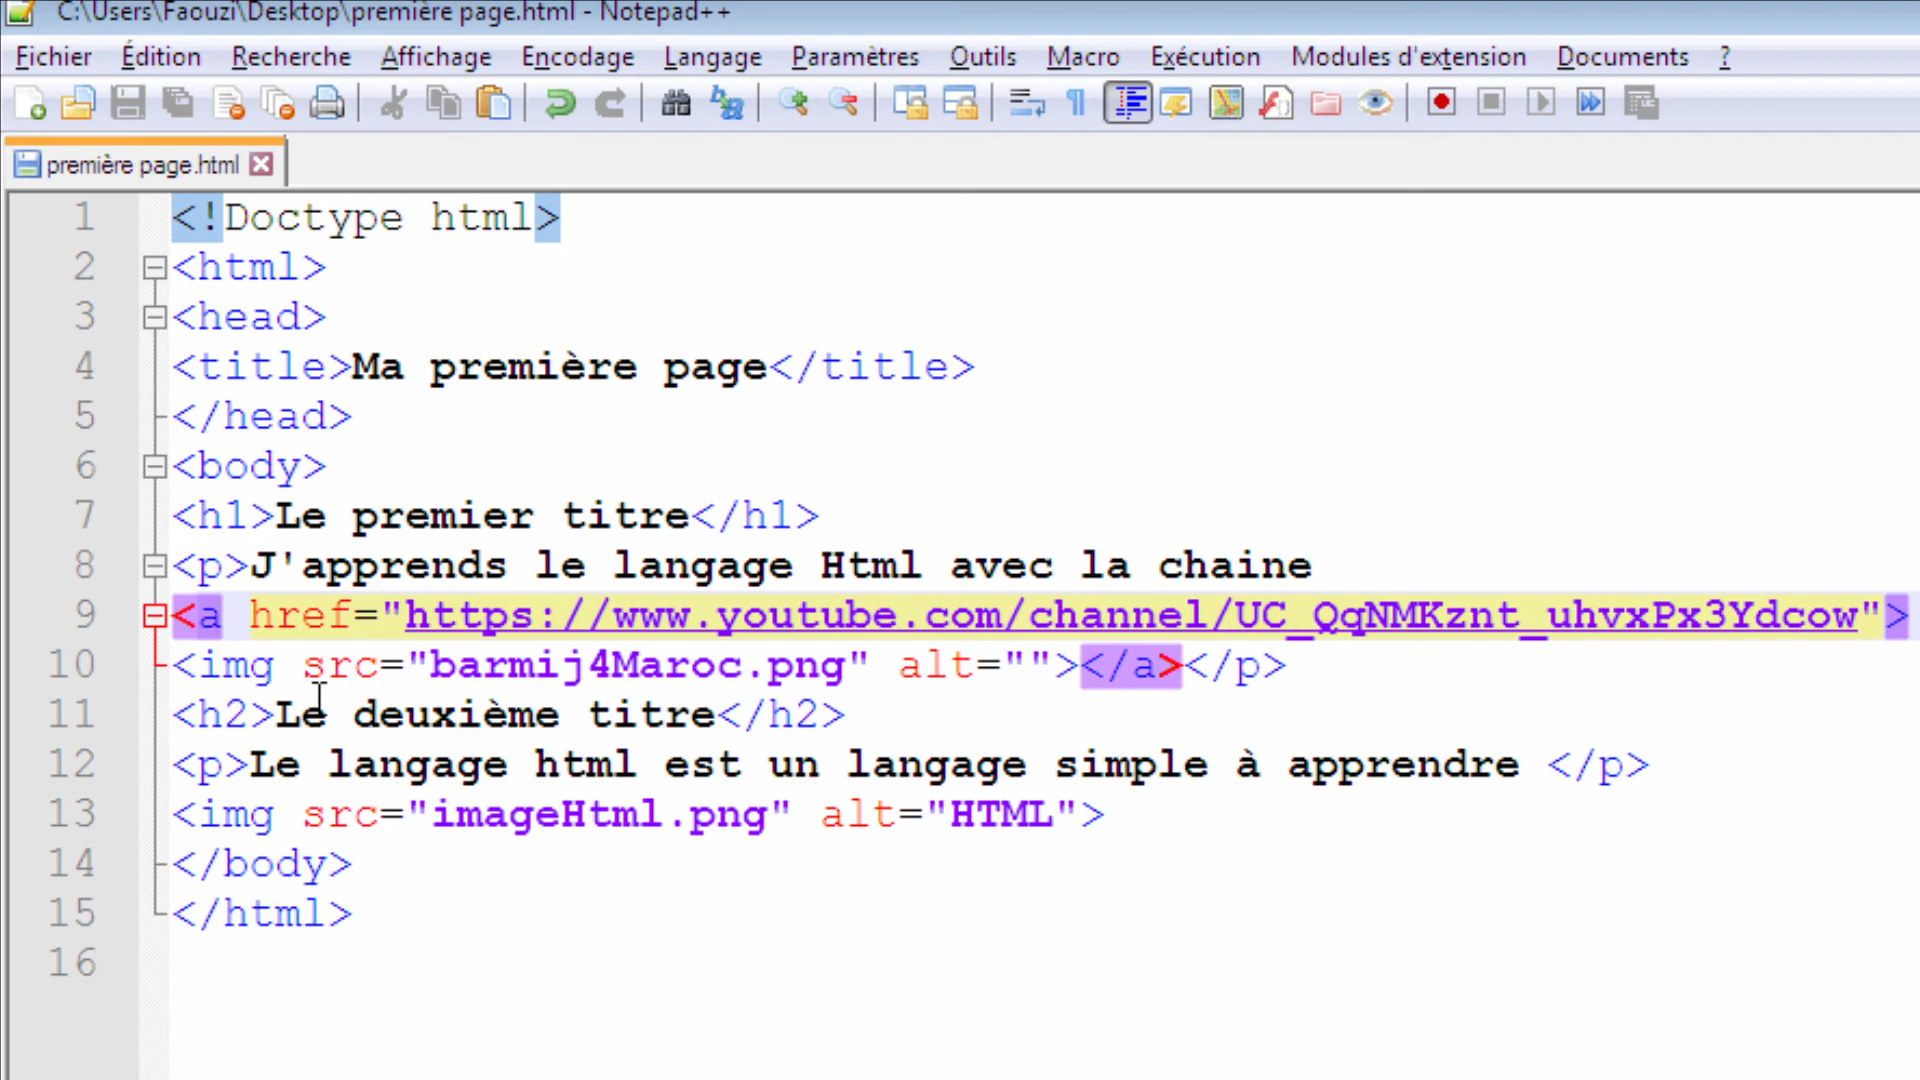 C:\Users\Faouzi\Desktop\première page.html - Notepad++
Fichier Édition Recherche Affichage Encodage Langage Paramètres Outils Macro Exécution Modules d'extension Documents ?
première page.html
1 <!Doctype html>
2 <html>
3 <head>
4 <title>Ma première page</title>
5 </head>
6 <body>
7 <h1>Le premier titre</h1>
8 <p>J'apprends le langage Html avec la chaine
9 <a href="https://www.youtube.com/channel/UC_QqNMKznt_uhvxPx3Ydcow">
10 <img src="barmij4Maroc.png" alt=""></a></p>
11 <h2>Le deuxième titre</h2>
12 <p>Le langage html est un langage simple à apprendre </p>
13 <img src="imageHtml.png" alt="HTML">
14 </body>
15 </html>
16